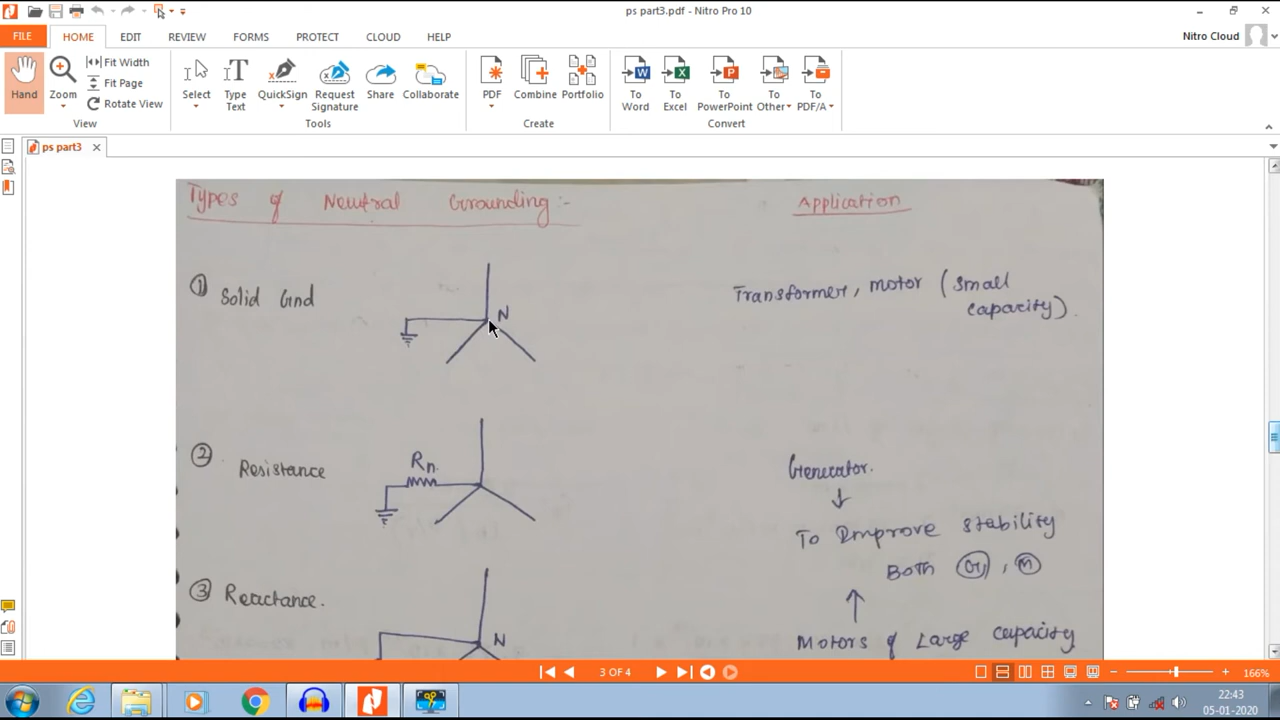 ps part3.pdf - Nitro Pro 10
FILE HOME EDIT REVIEW FORMS PROTECT CLOUD HELP Nitro Cloud
Hand Zoom Fit Width Fit Page Rotate View
Select Type Text QuickSign Request Signature Share Collaborate
PDF Combine Portfolio
To Word To Excel To PowerPoint To Other To PDF/A
View Tools Create Convert
ps part3
Types of Neutral Grounding :- Application
① Solid Gnd N Transformer, motor (small
capacity).
② Resistance Rn Generator.
↓
To Improve stability
Both G, M
↑
③ Reactance. N Motors of Large capacity
3 OF 4 166%
22:43
05-01-2020